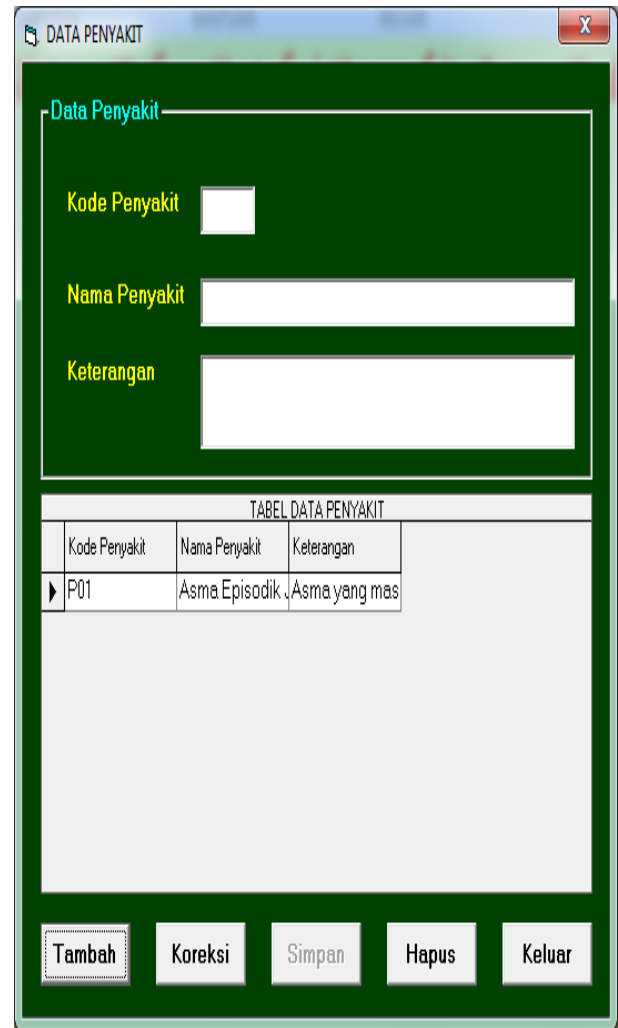 DATA PENYAKIT
Data Penyakit
Kode Penyakit
Nama Penyakit
Keterangan
TABEL DATA PENYAKIT
Kode Penyakit Nama Penyakit Keterangan
P01 Asma Episodik Asma yang mas
Tambah Koreksi Simpan Hapus Keluar